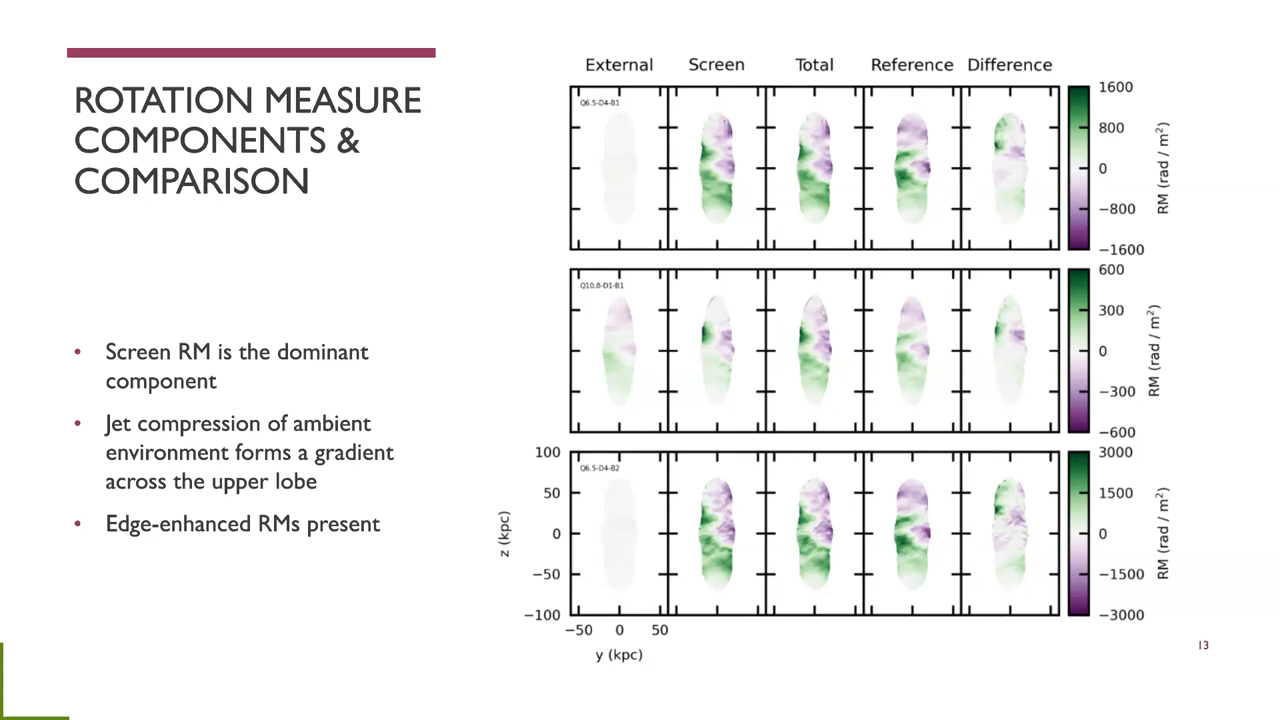 ROTATION MEASURE
COMPONENTS &
COMPARISON
• Screen RM is the dominant
component
• Jet compression of ambient
environment forms a gradient
across the upper lobe
• Edge-enhanced RMs present
External Screen Total Reference Difference
Q6.5-D4-B1
1600
800
0
−800
−1600
RM (rad / m²)
Q10.8-D1-B1
600
300
0
−300
−600
RM (rad / m²)
Q6.5-D4-B2
100
50
0
−50
−100
z (kpc)
−50 0 50
y (kpc)
3000
1500
0
−1500
−3000
RM (rad / m²)
13